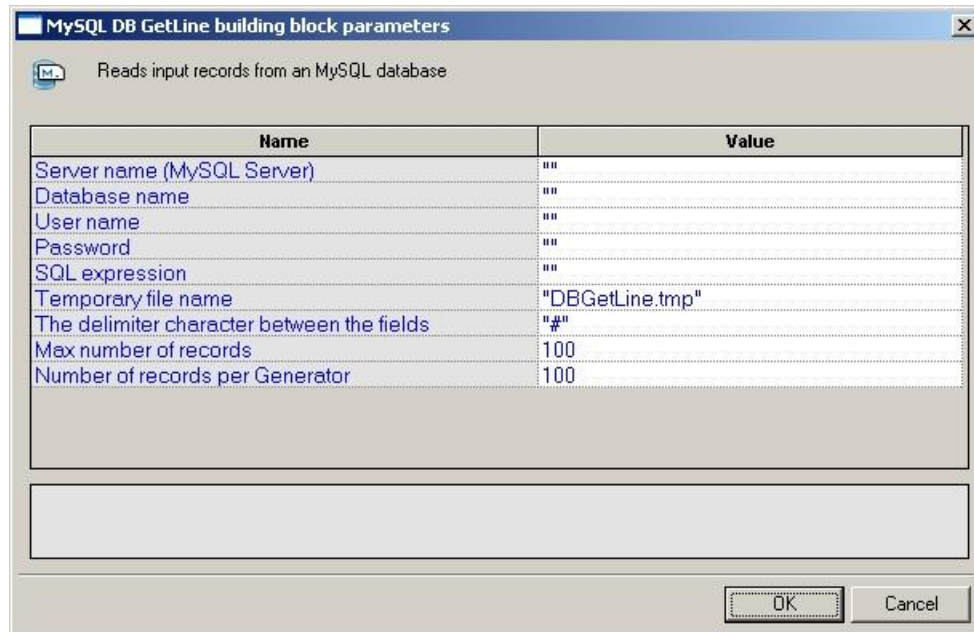 MySQL DB GetLine building block parameters
M.
Reads input records from an MySQL database
Name Value
Server name (MySQL Server) ""
Database name ""
User name ""
Password ""
SQL expression ""
Temporary file name "DBGetLine.tmp"
The delimiter character between the fields "#"
Max number of records 100
Number of records per Generator 100
OK Cancel